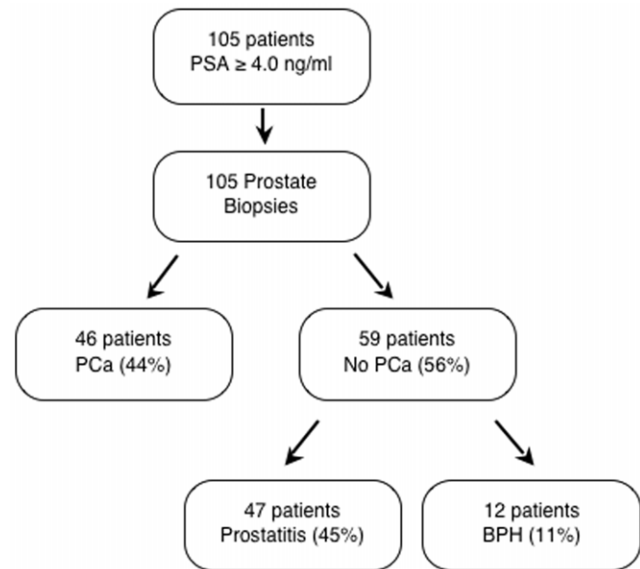 105 patients
PSA ≥ 4.0 ng/ml
105 Prostate
Biopsies
46 patients
PCa (44%)
59 patients
No PCa (56%)
47 patients
Prostatitis (45%)
12 patients
BPH (11%)